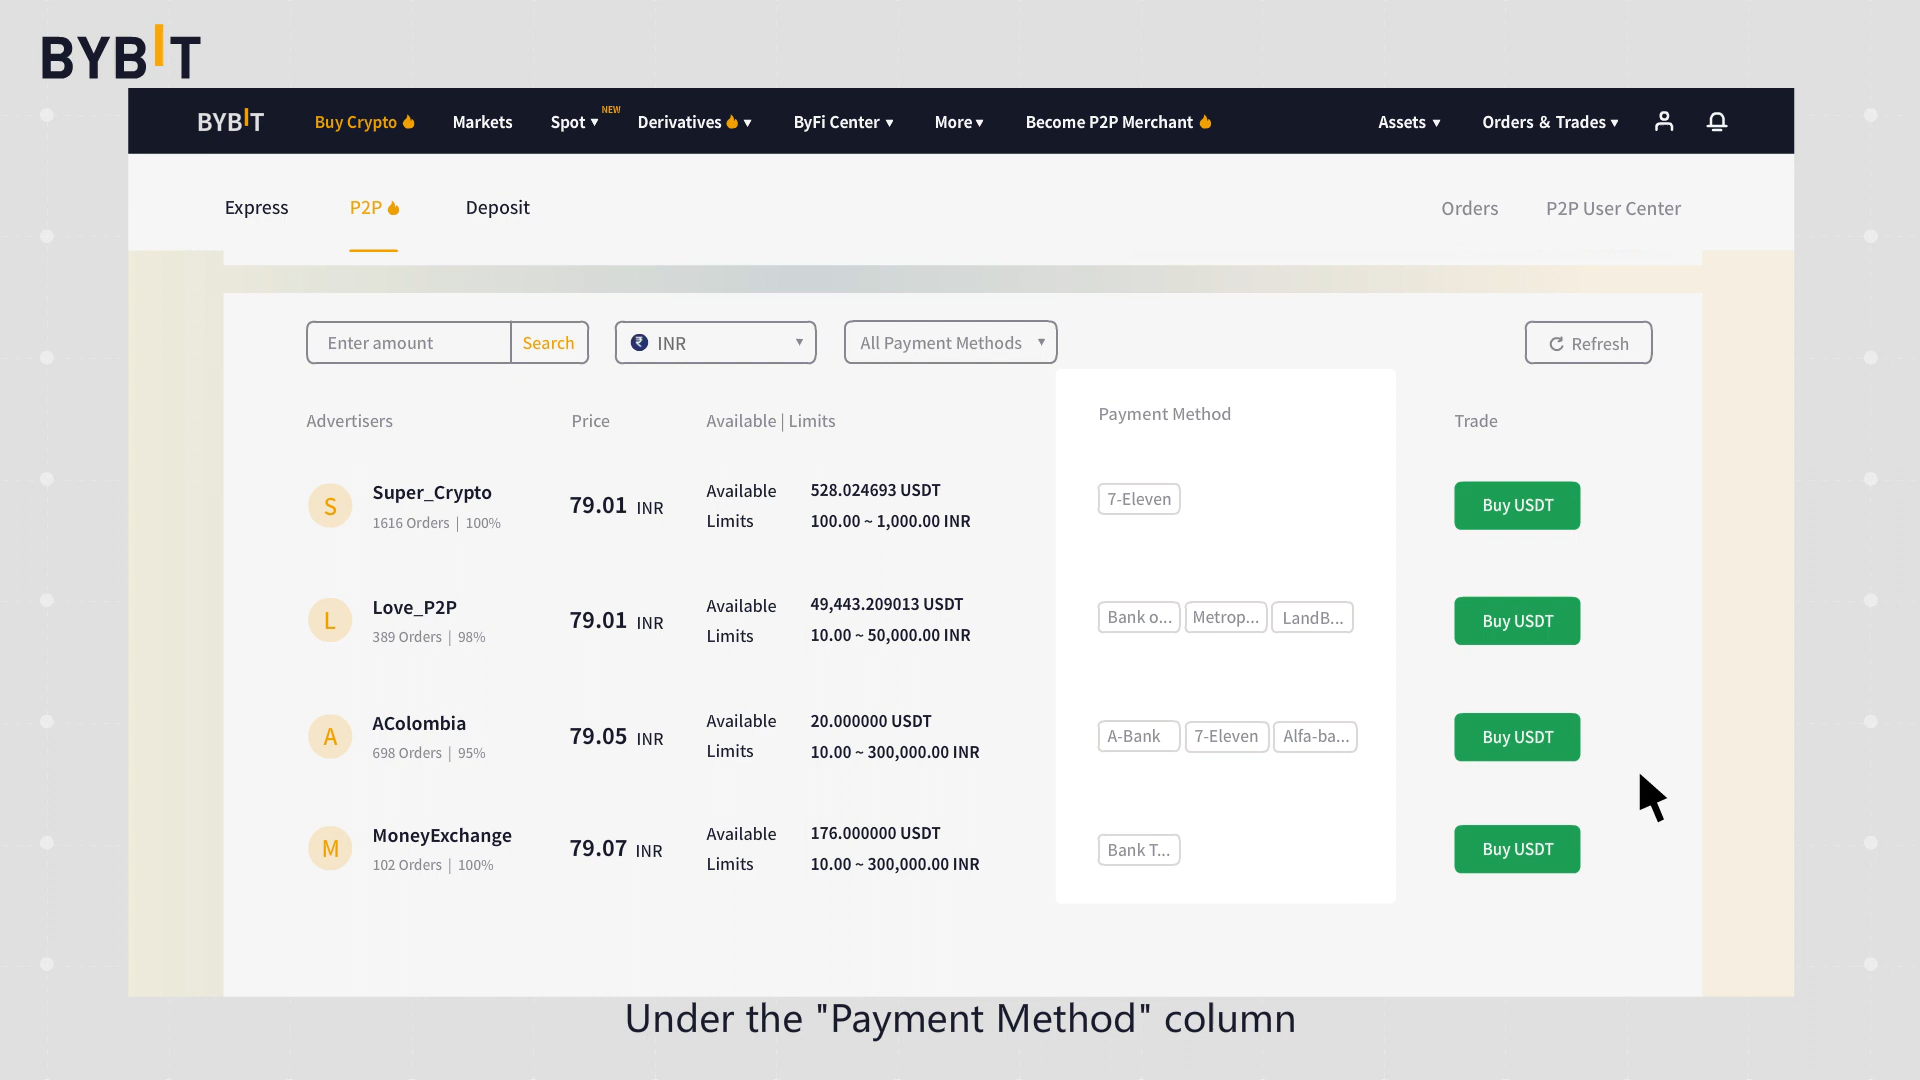 BYBIT
BYBIT Buy Crypto Markets Spot NEW Derivatives ByFi Center More Become P2P Merchant Assets Orders & Trades
Express P2P Deposit Orders P2P User Center
Enter amount Search INR All Payment Methods Refresh
Advertisers Price Available | Limits Payment Method Trade
S Super_Crypto 79.01 INR Available 528.024693 USDT 7-Eleven Buy USDT
1616 Orders | 100% Limits 100.00 ~ 1,000.00 INR
L Love_P2P 79.01 INR Available 49,443.209013 USDT Bank o... Metrop... LandB... Buy USDT
389 Orders | 98% Limits 10.00 ~ 50,000.00 INR
A AColombia 79.05 INR Available 20.000000 USDT A-Bank 7-Eleven Alfa-ba... Buy USDT
698 Orders | 95% Limits 10.00 ~ 300,000.00 INR
M MoneyExchange 79.07 INR Available 176.000000 USDT Bank T... Buy USDT
102 Orders | 100% Limits 10.00 ~ 300,000.00 INR
Under the "Payment Method" column